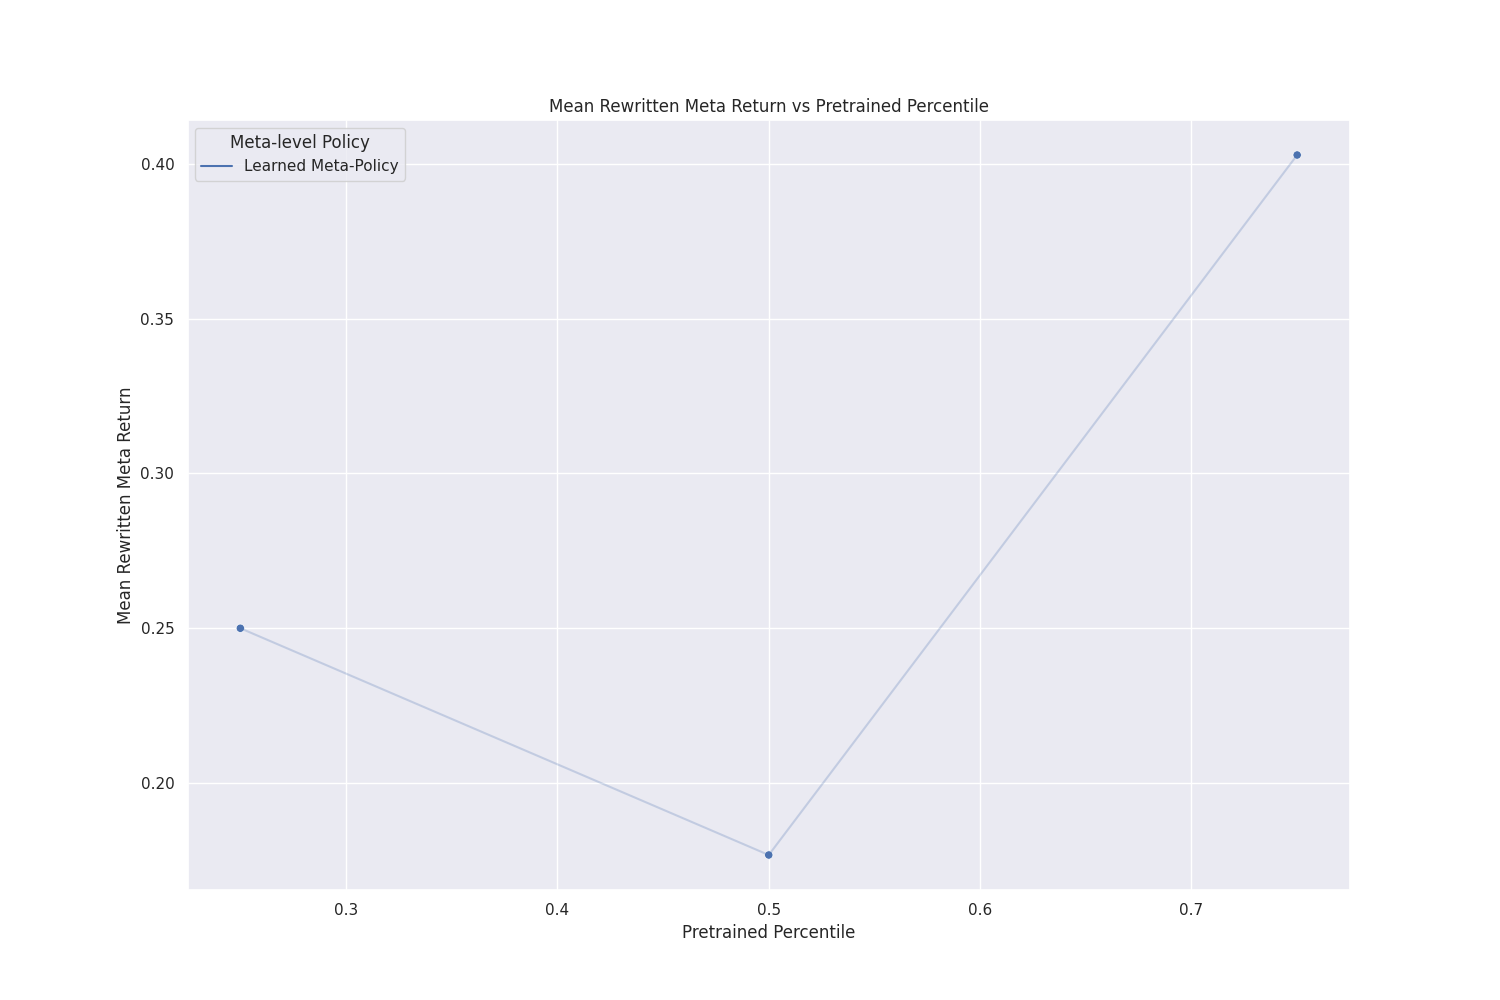 Mean Rewritten Meta Return vs Pretrained Percentile
Meta-level Policy
Learned Meta-Policy
Mean Rewritten Meta Return
0.40
0.35
0.30
0.25
0.20
0.3 0.4 0.5 0.6 0.7
Pretrained Percentile